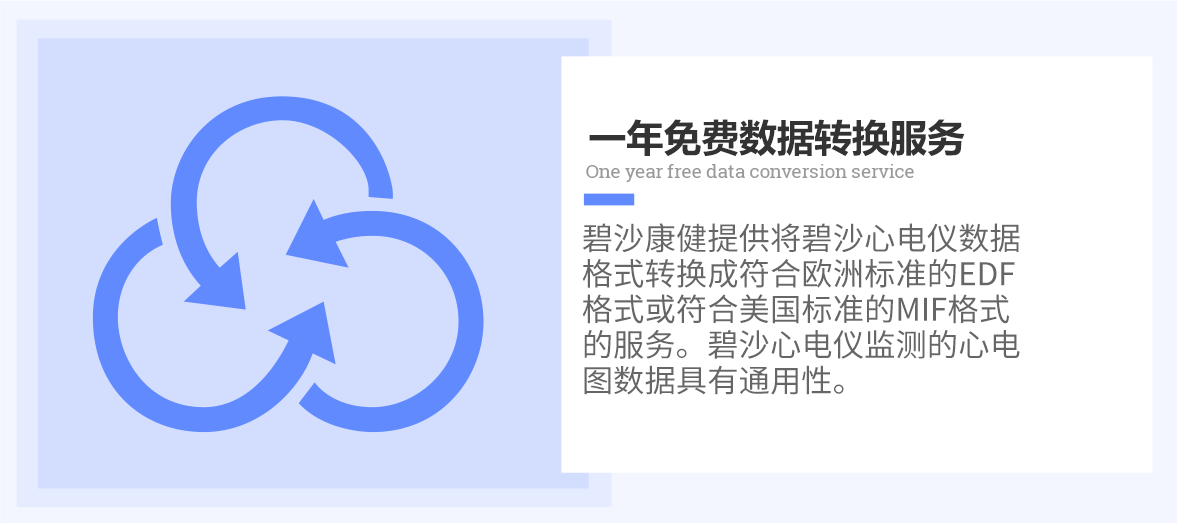 一年免费数据转换服务
One year free data conversion service
碧沙康健提供将碧沙心电仪数据
格式转换成符合欧洲标准的EDF
格式或符合美国标准的MIF格式
的服务。碧沙心电仪监测的心电
图数据具有通用性。